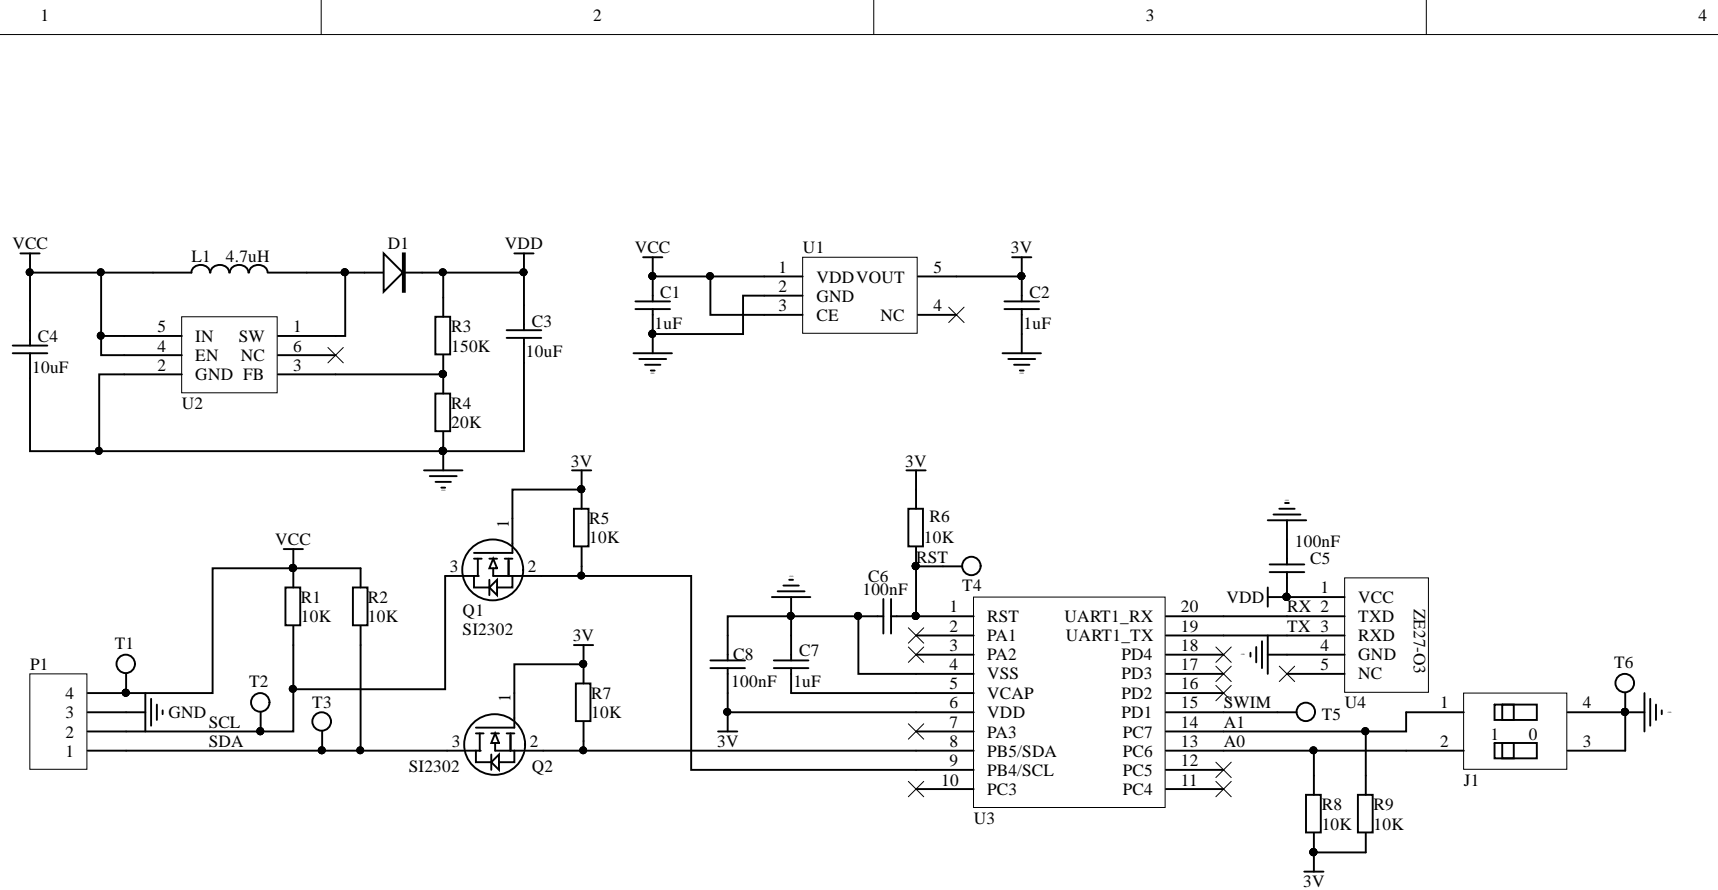 1 2 3 4
VCC L1 4.7uH D1 VDD
C4
10uF
5 IN SW 1
4 EN NC 6
2 GND FB 3
U2
R3
150K
R4
20K
C3
10uF
VCC U1 3V
C1
1uF
1 VDD VOUT 5
2 GND
3 CE NC 4
C2
1uF
3V
R5
10K
VCC
R1
10K
R2
10K
1
3 2
Q1
SI2302
3V
R7
10K
1
3 2
SI2302 Q2
T1
P1
4
3 GND
2 SCL
1 SDA
T2
T3
3V
R6
10K
RST
T4
C6
100nF
C8
100nF
C7
1uF
3V
1 RST UART1_RX 20
2 PA1 UART1_TX 19
3 PA2 PD4 18
4 VSS PD3 17
5 VCAP PD2 16
6 VDD PD1 15 SWIM T5
7 PA3 PC7 14 A1
8 PB5/SDA PC6 13 A0
9 PB4/SCL PC5 12
10 PC3 PC4 11
U3
100nF
C5
VDD 1 VCC
RX 2 TXD
TX 3 RXD
4 GND
5 NC
ZE27-O3
U4
T6
1 4
1 0
2 3
J1
R8
10K
R9
10K
3V